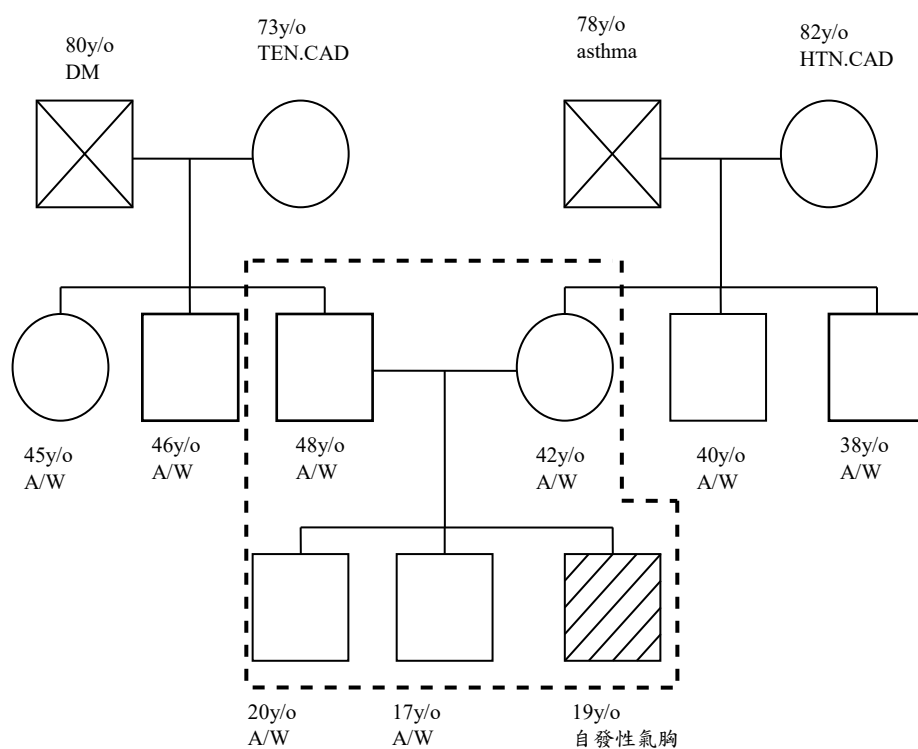 80y/o
DM
73y/o
TEN.CAD
78y/o
asthma
82y/o
HTN.CAD
45y/o
A/W
46y/o
A/W
48y/o
A/W
42y/o
A/W
40y/o
A/W
38y/o
A/W
20y/o
A/W
17y/o
A/W
19y/o
自發性氣胸